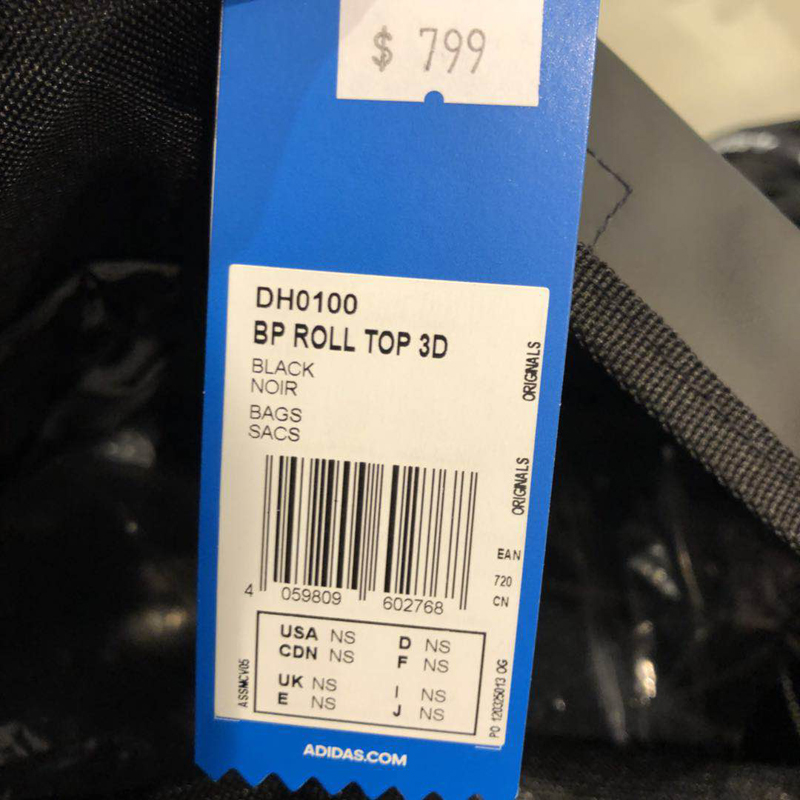 $ 799
DH0100
BP ROLL TOP 3D
BLACK
NOIR
BAGS
SACS
ORIGINALS
ORIGINALS
EAN
720
CN
4 059809 602768
USA NS
CDN NS
UK NS
E NS
D NS
F NS
I NS
J NS
ASSMCV05
PO 120325013 OG
ADIDAS.COM